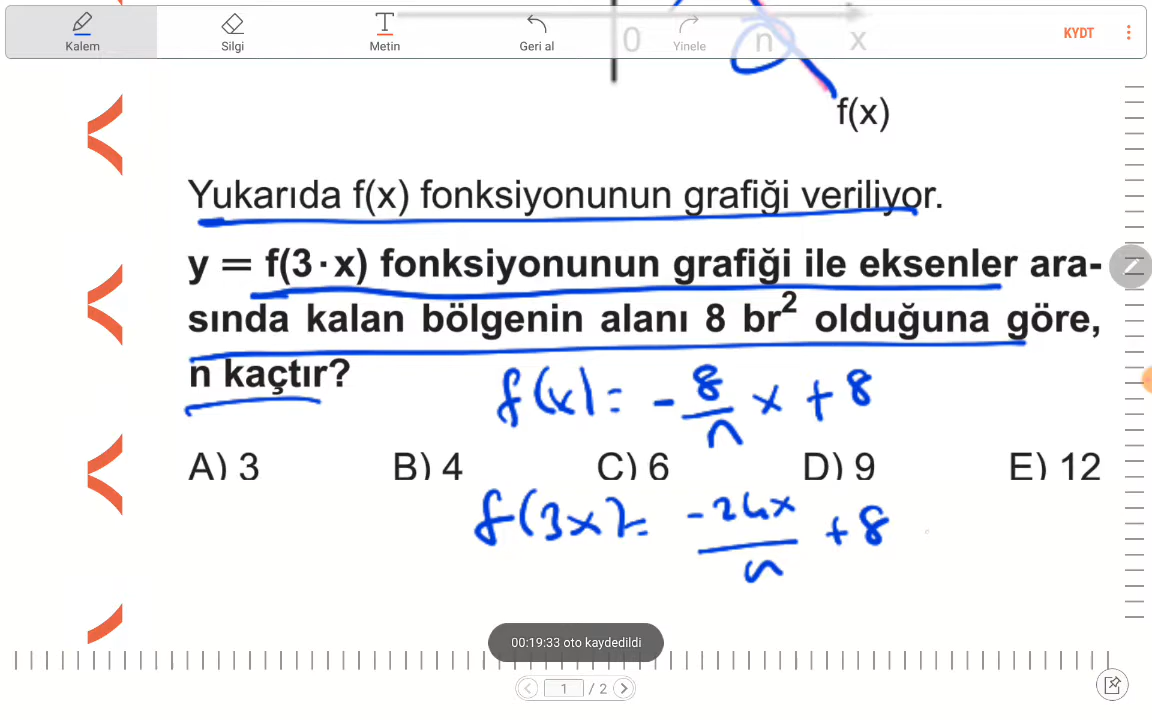 Kalem Silgi Metin Geri al Yinele KYDT
0 n x
f(x)
Yukarıda f(x) fonksiyonunun grafiği veriliyor.
y = f(3·x) fonksiyonunun grafiği ile eksenler ara-
sında kalan bölgenin alanı 8 br² olduğuna göre,
n kaçtır?
f(x) = - 8/n x + 8
A) 3 B) 4 C) 6 D) 9 E) 12
f(3x) = -24x/n + 8
00:19:33 oto kaydedildi
1 / 2